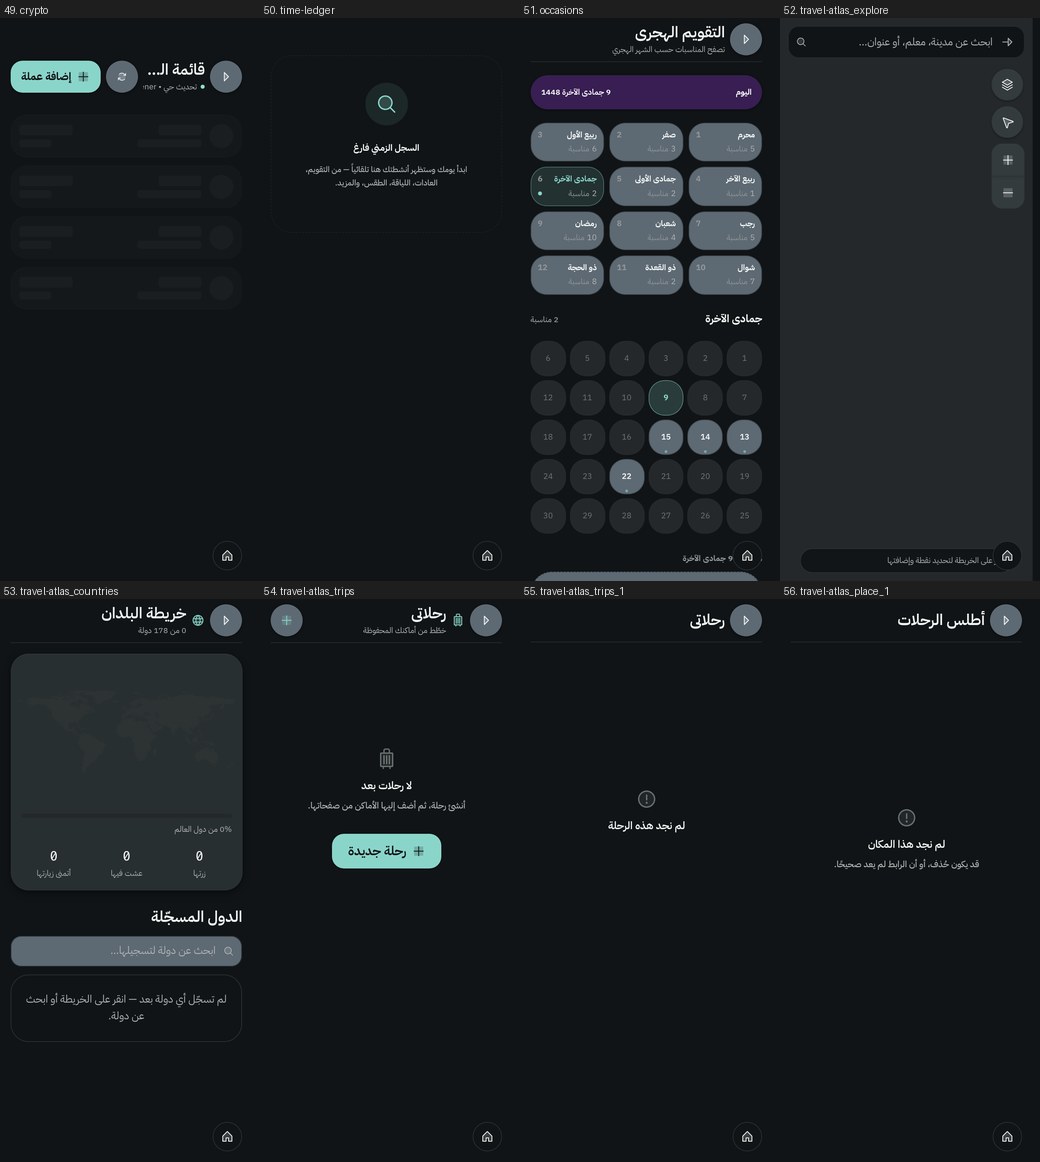 49. crypto
قائمة الـ...
تحديث حي •
إضافة عملة
50. time-ledger
السجل الزمني فارغ
ابدأ يومك وستظهر أنشطتك هنا تلقائياً — من التقويم،
العادات، اللياقة، الطقس، والمزيد.
51. occasions
التقويم الهجري
تصفح المناسبات حسب الشهر الهجري
اليوم
9 جمادى الآخرة 1448
محرم 1
5 مناسبة
صفر 2
3 مناسبة
ربيع الأول 3
6 مناسبة
ربيع الآخر 4
1 مناسبة
جمادى الأولى 5
2 مناسبة
جمادى الآخرة 6
2 مناسبة
رجب 7
5 مناسبة
شعبان 8
4 مناسبة
رمضان 9
10 مناسبة
شوال 10
7 مناسبة
ذو القعدة 11
2 مناسبة
ذو الحجة 12
8 مناسبة
جمادى الآخرة
2 مناسبة
1 2 3 4 5 6
7 8 9 10 11 12
13 14 15 16 17 18
19 20 21 22 23 24
25 26 27 28 29 30
9 جمادى الآخرة
52. travel-atlas_explore
ابحث عن مدينة، معلم، أو عنوان...
على الخريطة لتحديد نقطة وإضافتها
53. travel-atlas_countries
خريطة البلدان
0 من 178 دولة
0% من دول العالم
0 0 0
زرتها
عشت فيها
أتمنى زيارتها
الدول المسجّلة
ابحث عن دولة لتسجيلها...
لم تسجّل أي دولة بعد — انقر على الخريطة أو ابحث
عن دولة.
54. travel-atlas_trips
رحلاتي
خطّط من أماكنك المحفوظة
لا رحلات بعد
أنشئ رحلة، ثم أضف إليها الأماكن من صفحاتها.
رحلة جديدة
55. travel-atlas_trips_1
رحلاتي
لم نجد هذه الرحلة
56. travel-atlas_place_1
أطلس الرحلات
لم نجد هذا المكان
قد يكون حُذف، أو أن الرابط لم يعد صحيحًا.